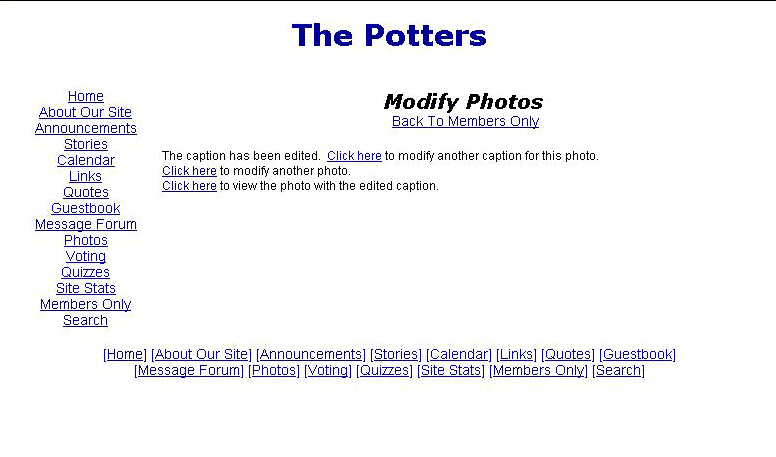 The Potters
Home
About Our Site
Announcements
Stories
Calendar
Links
Quotes
Guestbook
Message Forum
Photos
Voting
Quizzes
Site Stats
Members Only
Search
Modify Photos
Back To Members Only
The caption has been edited.  Click here to modify another caption for this photo.
Click here to modify another photo.
Click here to view the photo with the edited caption.
[Home] [About Our Site] [Announcements] [Stories] [Calendar] [Links] [Quotes] [Guestbook]
[Message Forum] [Photos] [Voting] [Quizzes] [Site Stats] [Members Only] [Search]